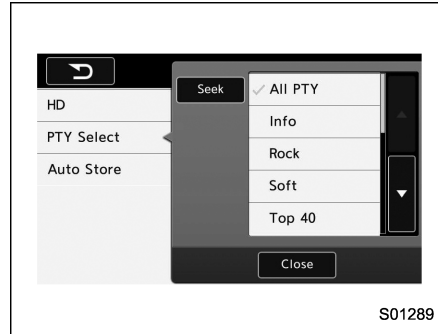 HD
PTY Select
Auto Store
Seek
All PTY
Info
Rock
Soft
Top 40
Close
S01289